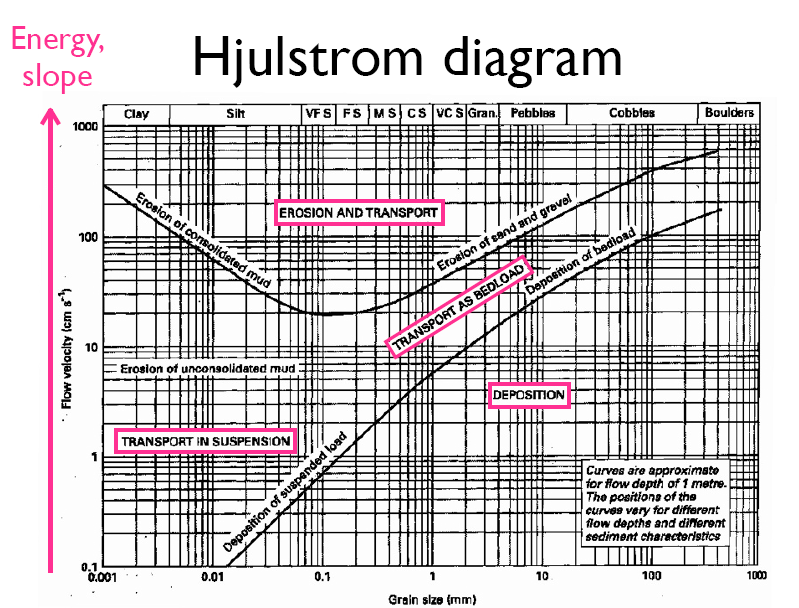 Energy,
slope
Hjulstrom diagram
Clay Silt VF S F S M S C S VC S Gran. Pebbles Cobbles Boulders
1000
100
10
1
0.1
Flow velocity (cm s⁻¹)
Erosion of consolidated mud
EROSION AND TRANSPORT
Erosion of sand and gravel
TRANSPORT AS BEDLOAD
Deposition of bedload
Erosion of unconsolidated mud
DEPOSITION
TRANSPORT IN SUSPENSION
Deposition of suspended load
Curves are approximate
for flow depth of 1 metre.
The positions of the
curves vary for different
flow depths and different
sediment characteristics
0.001 0.01 0.1 1 10 100 1000
Grain size (mm)